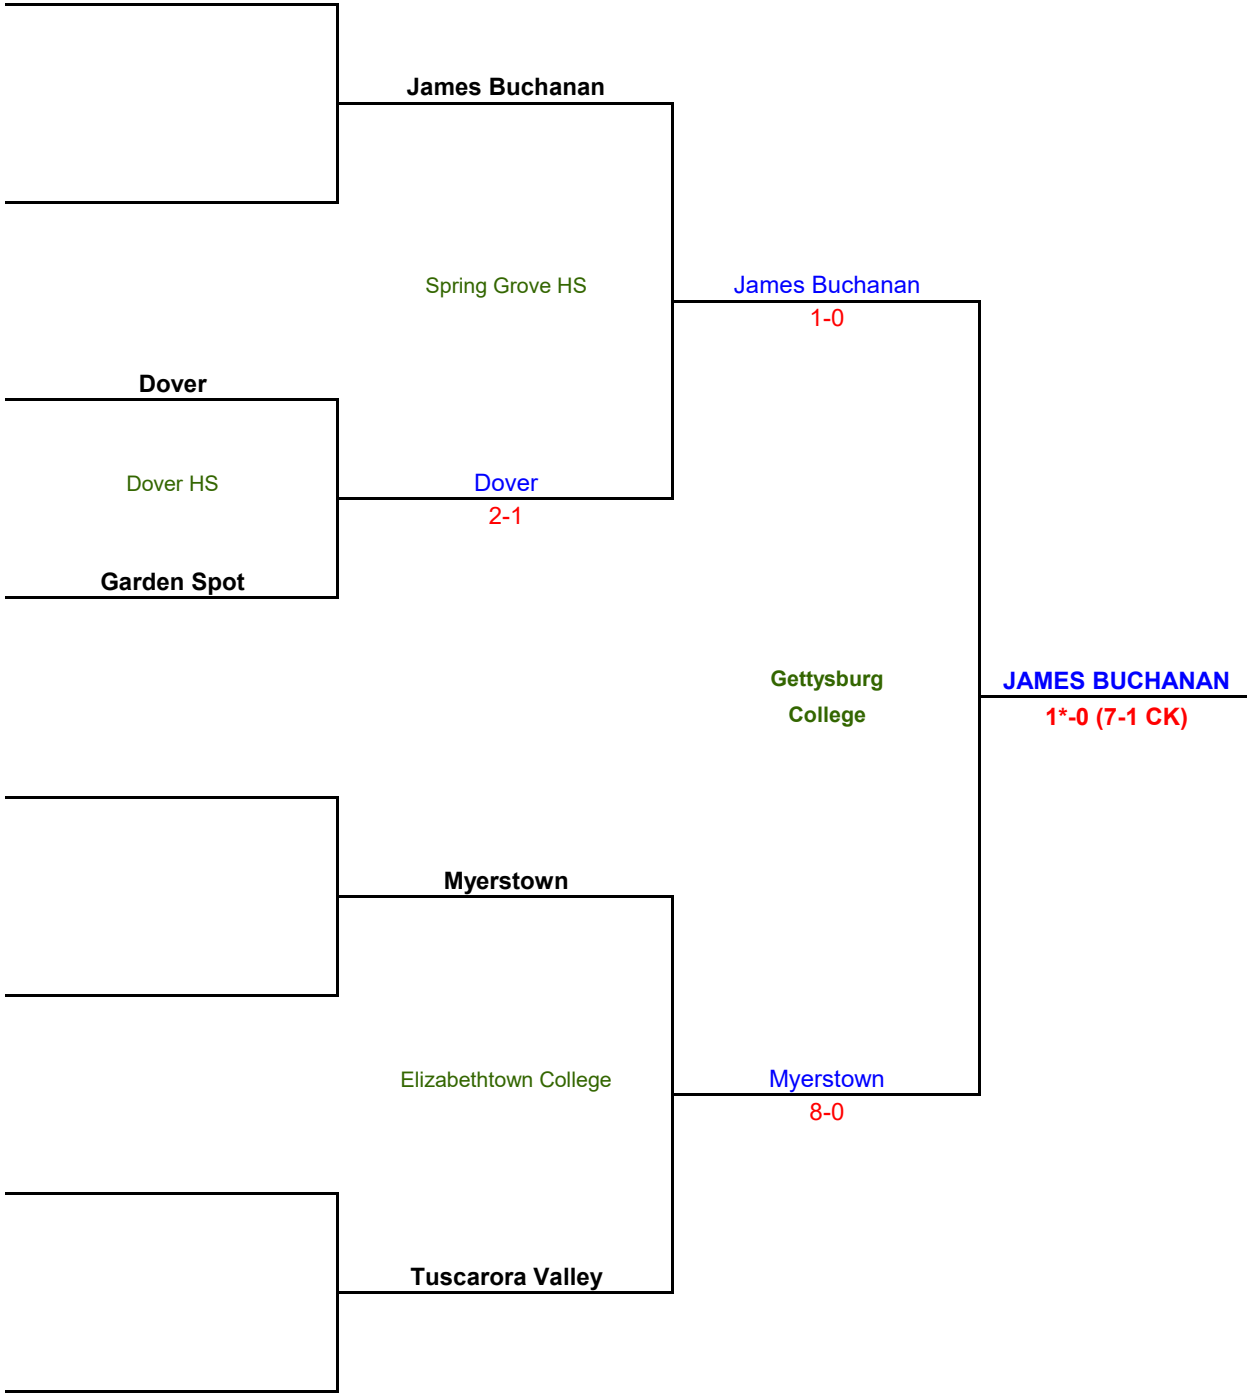 James Buchanan
Spring Grove HS
James Buchanan
1-0
Dover
Dover HS
Dover
2-1
Garden Spot
Gettysburg
College
JAMES BUCHANAN
1*-0 (7-1 CK)
Myerstown
Elizabethtown College
Myerstown
8-0
Tuscarora Valley